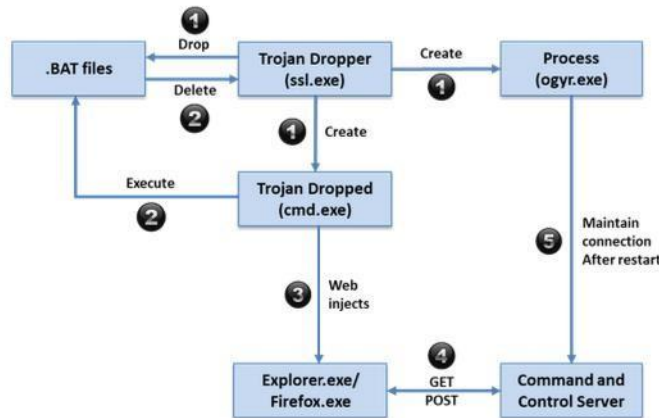 1
Drop
.BAT files
Delete
2
Trojan Dropper
(ssl.exe)
Create
1
Process
(ogyr.exe)
1
Create
Execute
2
Trojan Dropped
(cmd.exe)
3
Web
injects
5
Maintain
connection
After restart
4
GET
POST
Explorer.exe/
Firefox.exe
Command and
Control Server